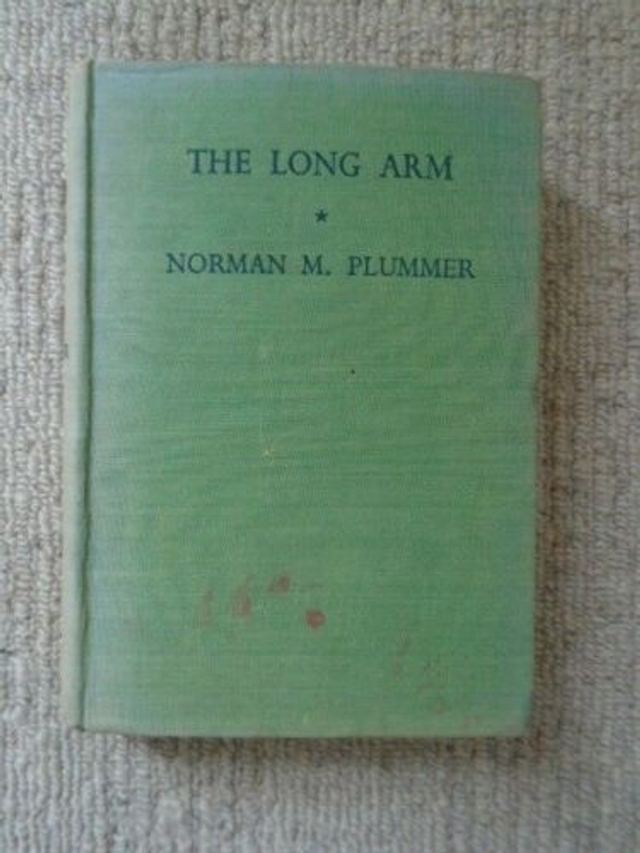 THE LONG ARM
★
NORMAN M. PLUMMER